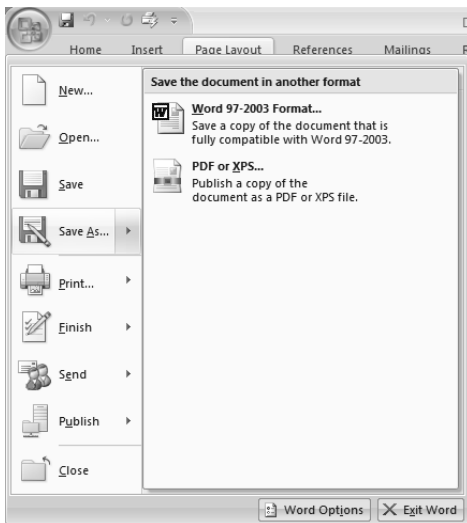 Home Insert Page Layout References Mailings
New...
Open...
Save
Save As...
Print...
Finish
Send
Publish
Close
Save the document in another format
Word 97-2003 Format...
Save a copy of the document that is
fully compatible with Word 97-2003.
PDF or XPS...
Publish a copy of the
document as a PDF or XPS file.
Word Options Exit Word